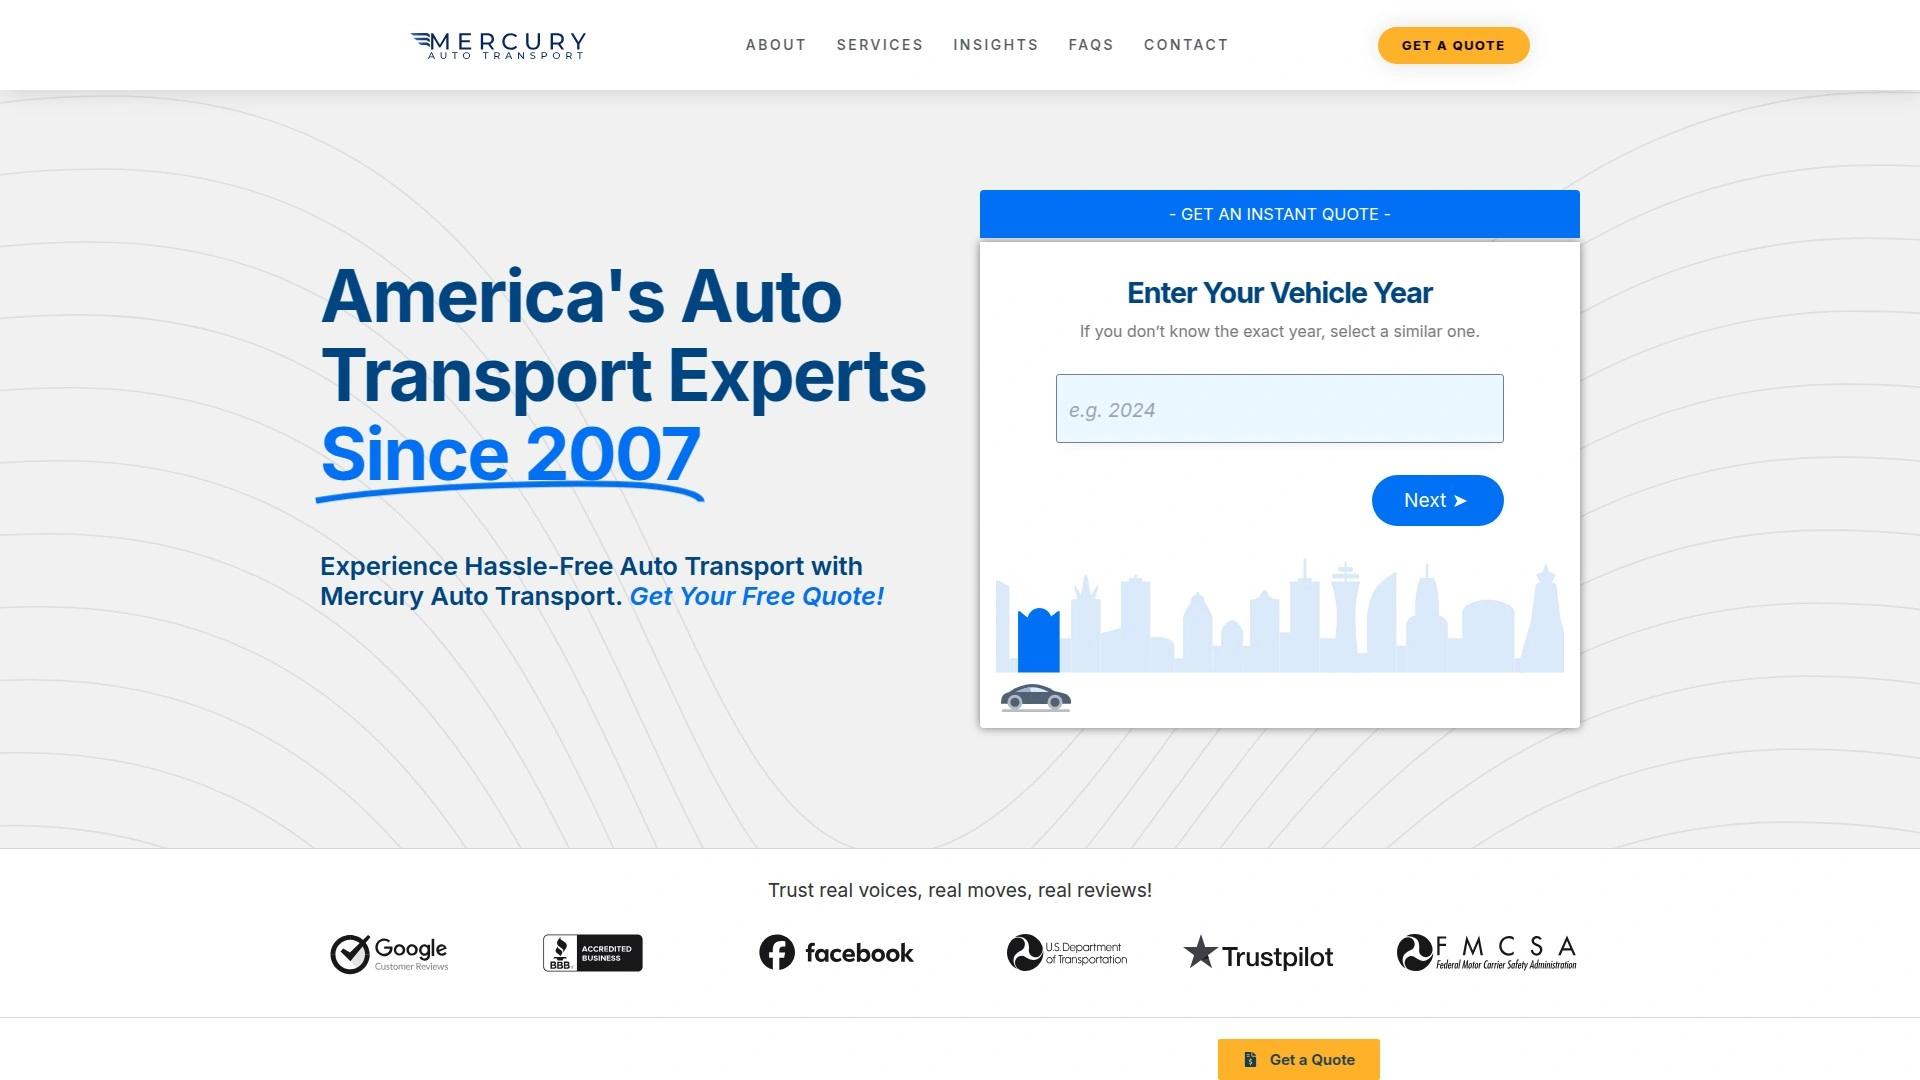 MERCURY
AUTO TRANSPORT
ABOUT SERVICES INSIGHTS FAQS CONTACT
GET A QUOTE
America's Auto
Transport Experts
Since 2007
Experience Hassle-Free Auto Transport with
Mercury Auto Transport. Get Your Free Quote!
- GET AN INSTANT QUOTE -
Enter Your Vehicle Year
If you don’t know the exact year, select a similar one.
e.g. 2024
Next ➤
Trust real voices, real moves, real reviews!
Google
Customer Reviews
BBB
ACCREDITED
BUSINESS
facebook
U.S. Department
of Transportation
Trustpilot
FMCSA
Federal Motor Carrier Safety Administration
Get a Quote